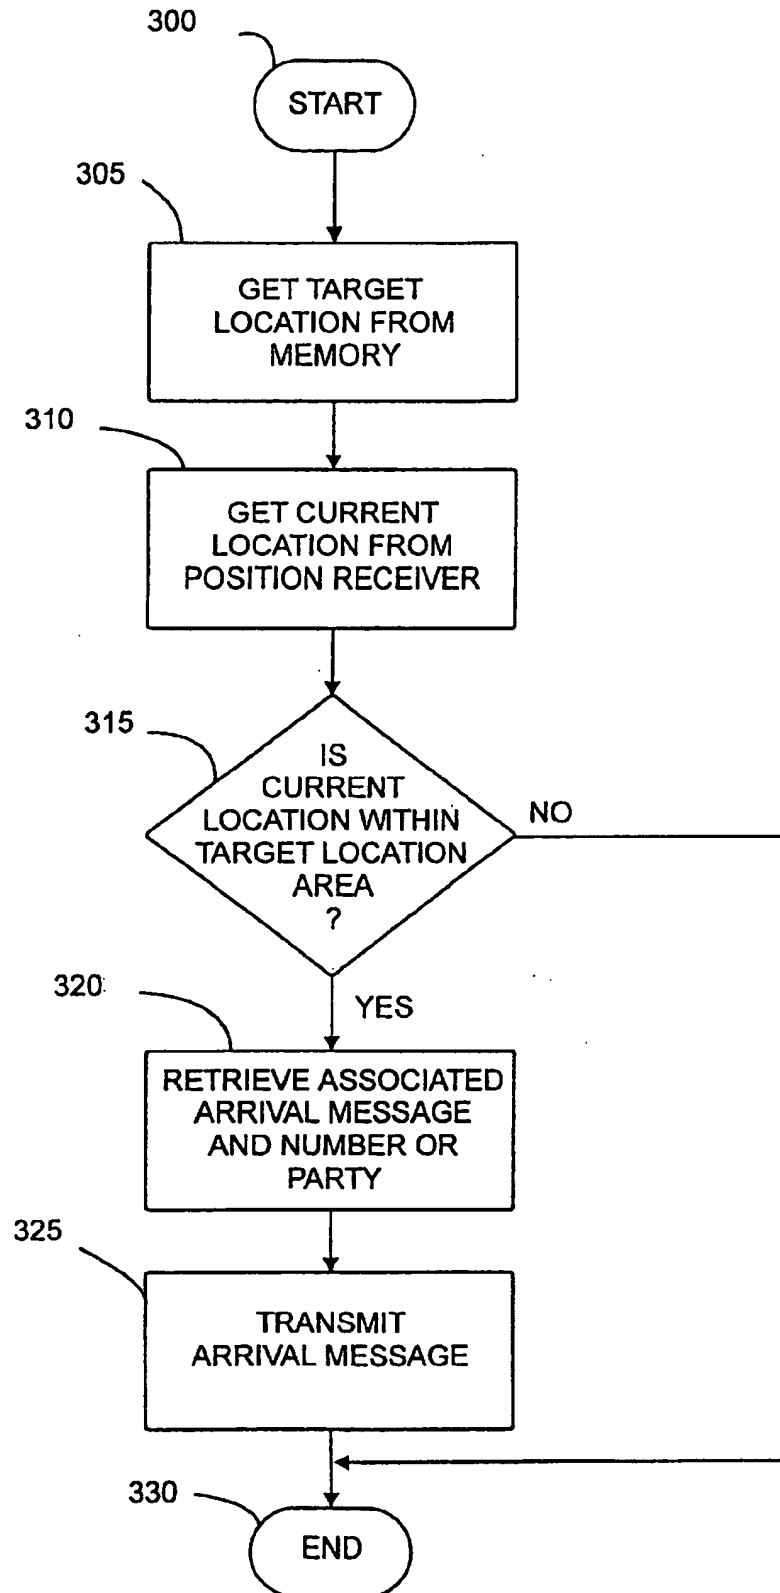 300
START
305
GET TARGET
LOCATION FROM
MEMORY
310
GET CURRENT
LOCATION FROM
POSITION RECEIVER
315
IS
CURRENT
LOCATION WITHIN
TARGET LOCATION
AREA
?
NO
YES
320
RETRIEVE ASSOCIATED
ARRIVAL MESSAGE
AND NUMBER OR
PARTY
325
TRANSMIT
ARRIVAL MESSAGE
330
END